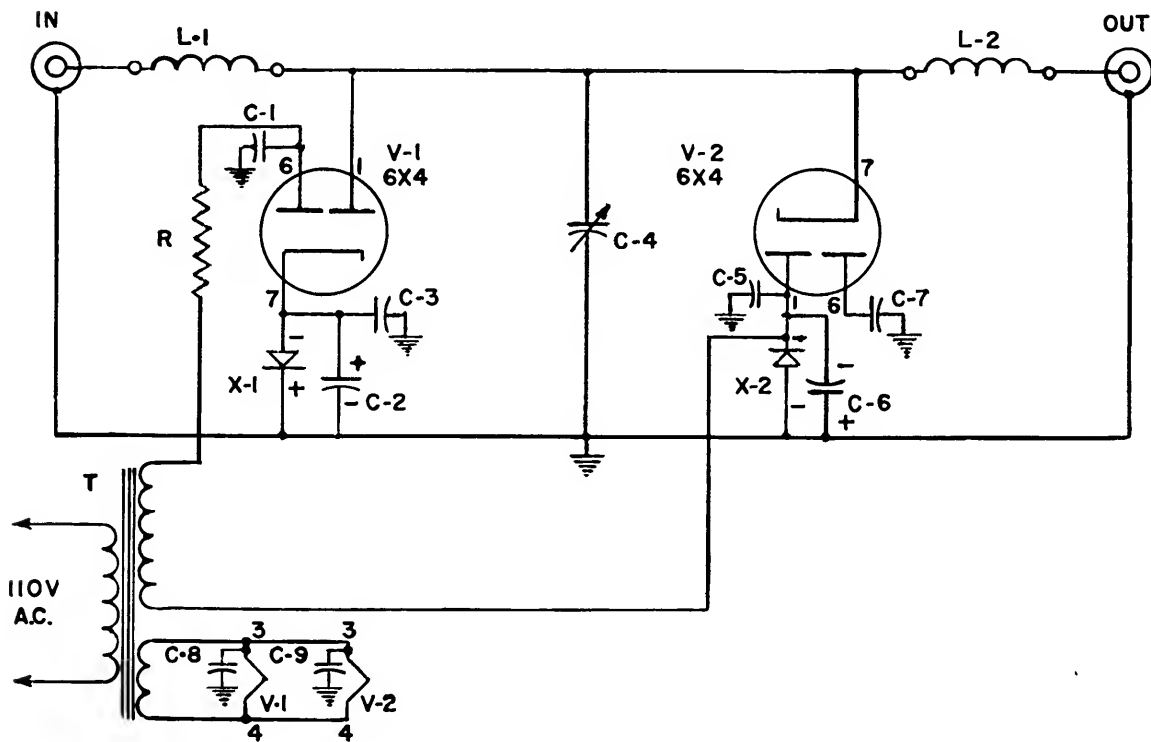 IN
OUT
L-1
L-2
C-1
6
1
V-1
6X4
V-2
6X4
7
R
C-4
7
C-3
C-5
1
6
C-7
-
+
X-1
+
-
C-2
+
X-2
-
-
C-6
+
T
110V
A.C.
3
3
C-8
C-9
V-1
V-2
4
4